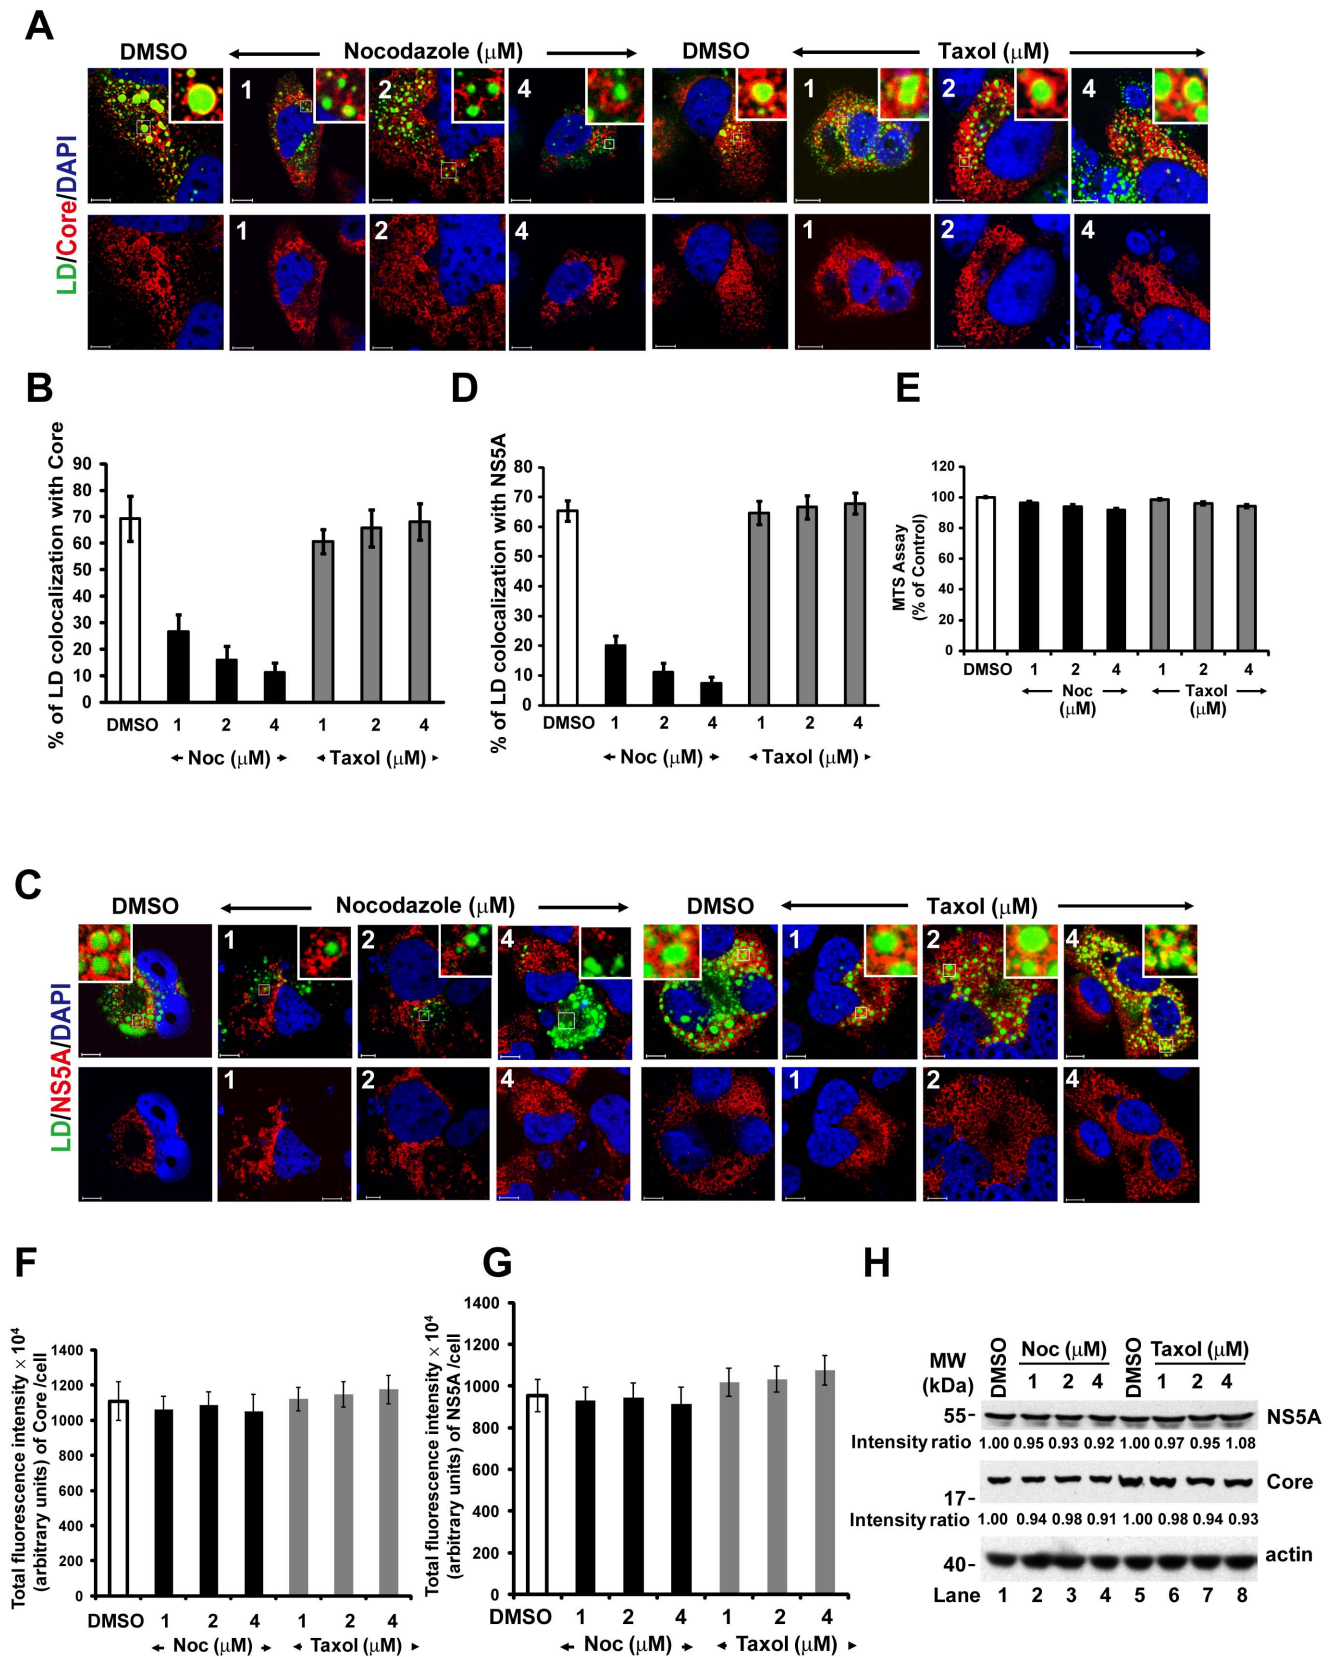 A
DMSO Nocodazole (μM) DMSO Taxol (μM)
1 2 4 1 2 4
LD/Core/DAPI
1 2 4 1 2 4
B
% of LD colocalization with Core
90
80
70
60
50
40
30
20
10
0
DMSO 1 2 4 1 2 4
Noc (μM) Taxol (μM)
D
% of LD colocalization with NS5A
80
70
60
50
40
30
20
10
0
DMSO 1 2 4 1 2 4
Noc (μM) Taxol (μM)
E
MTS Assay
(% of Control)
120
100
80
60
40
20
0
DMSO 1 2 4 1 2 4
Noc Taxol
(μM) (μM)
C
DMSO Nocodazole (μM) DMSO Taxol (μM)
1 2 4 1 2 4
LD/NS5A/DAPI
1 2 4 1 2 4
F
Total fluorescence intensity × 10⁴
(arbitrary units) of Core /cell
1400
1200
1000
800
600
400
200
0
DMSO 1 2 4 1 2 4
Noc (μM) Taxol (μM)
G
Total fluorescence intensity × 10⁴
(arbitrary units) of NS5A /cell
1400
1200
1000
800
600
400
200
0
DMSO 1 2 4 1 2 4
Noc (μM) Taxol (μM)
H
MW
(kDa)
DMSO Noc (μM) DMSO Taxol (μM)
1 2 4 1 2 4
55- NS5A
Intensity ratio 1.00 0.95 0.93 0.92 1.00 0.97 0.95 1.08
Core
17-
Intensity ratio 1.00 0.94 0.98 0.91 1.00 0.98 0.94 0.93
40- actin
Lane 1 2 3 4 5 6 7 8